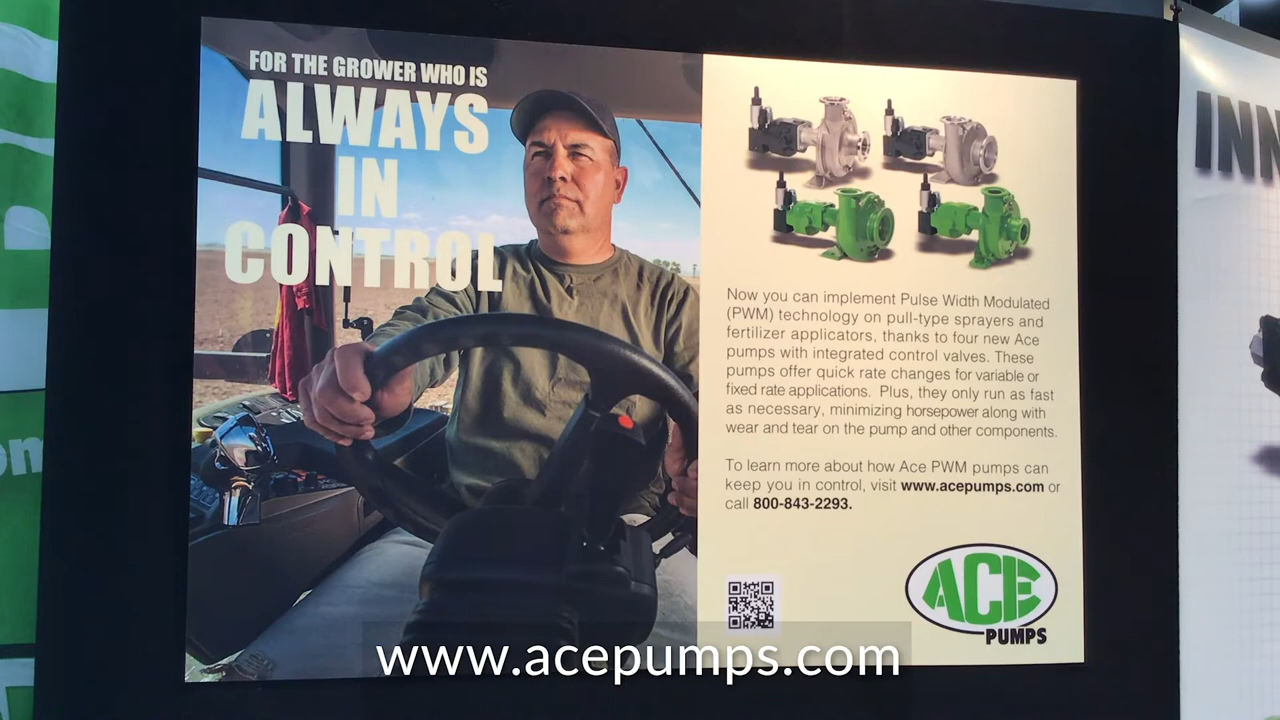 FOR THE GROWER WHO IS
ALWAYS
IN
CONTROL
Now you can implement Pulse Width Modulated
(PWM) technology on pull-type sprayers and
fertilizer applicators, thanks to four new Ace
pumps with integrated control valves. These
pumps offer quick rate changes for variable or
fixed rate applications. Plus, they only run as fast
as necessary, minimizing horsepower along with
wear and tear on the pump and other components.
To learn more about how Ace PWM pumps can
keep you in control, visit www.acepumps.com or
call 800-843-2293.
ACE
PUMPS
www.acepumps.com